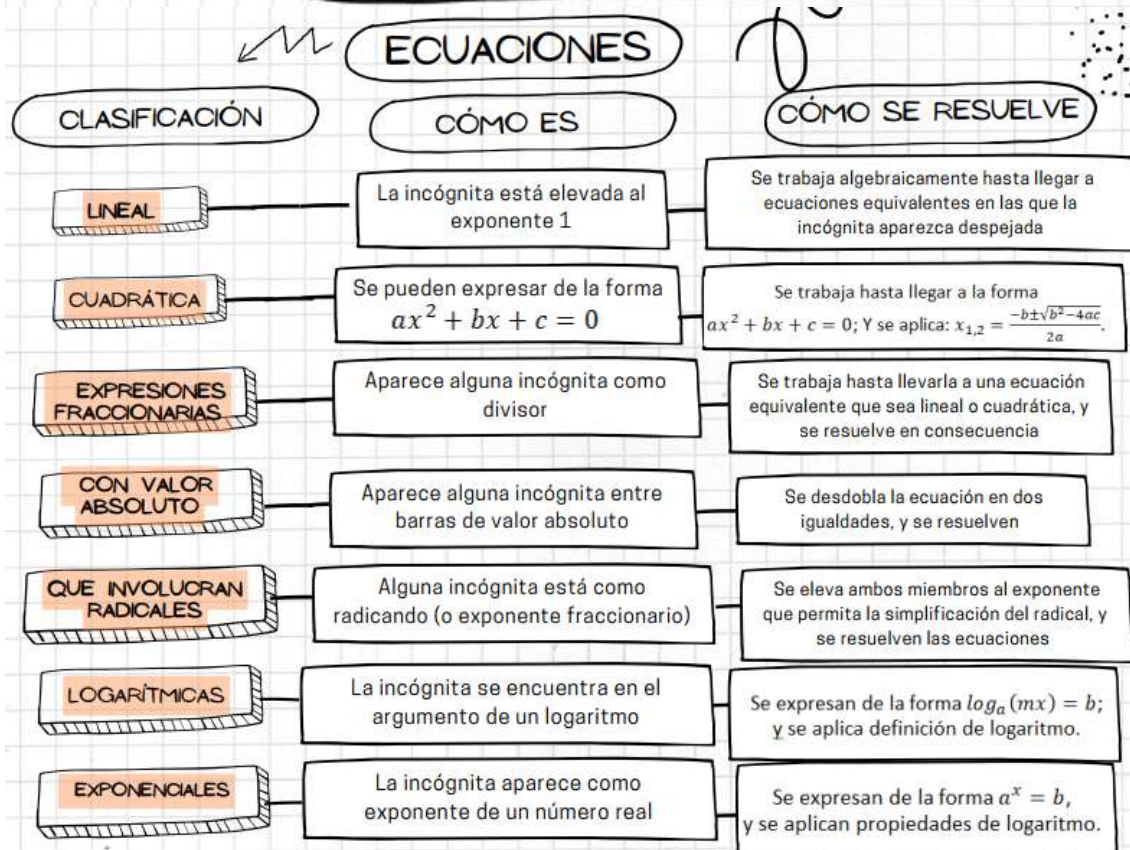 ECUACIONES
CLASIFICACIÓN
CÓMO ES
CÓMO SE RESUELVE
LINEAL
La incógnita está elevada al
exponente 1
Se trabaja algebraicamente hasta llegar a
ecuaciones equivalentes en las que la
incógnita aparezca despejada
CUADRÁTICA
Se pueden expresar de la forma
ax² + bx + c = 0
Se trabaja hasta llegar a la forma
ax² + bx + c = 0; Y se aplica: x₁,₂ = (-b±√(b²-4ac))/(2a).
EXPRESIONES
FRACCIONARIAS
Aparece alguna incógnita como
divisor
Se trabaja hasta llevarla a una ecuación
equivalente que sea lineal o cuadrática, y
se resuelve en consecuencia
CON VALOR
ABSOLUTO
Aparece alguna incógnita entre
barras de valor absoluto
Se desdobla la ecuación en dos
igualdades, y se resuelven
QUE INVOLUCRAN
RADICALES
Alguna incógnita está como
radicando (o exponente fraccionario)
Se eleva ambos miembros al exponente
que permita la simplificación del radical, y
se resuelven las ecuaciones
LOGARÍTMICAS
La incógnita se encuentra en el
argumento de un logaritmo
Se expresan de la forma logₐ(mx) = b;
y se aplica definición de logaritmo.
EXPONENCIALES
La incógnita aparece como
exponente de un número real
Se expresan de la forma aˣ = b,
y se aplican propiedades de logaritmo.